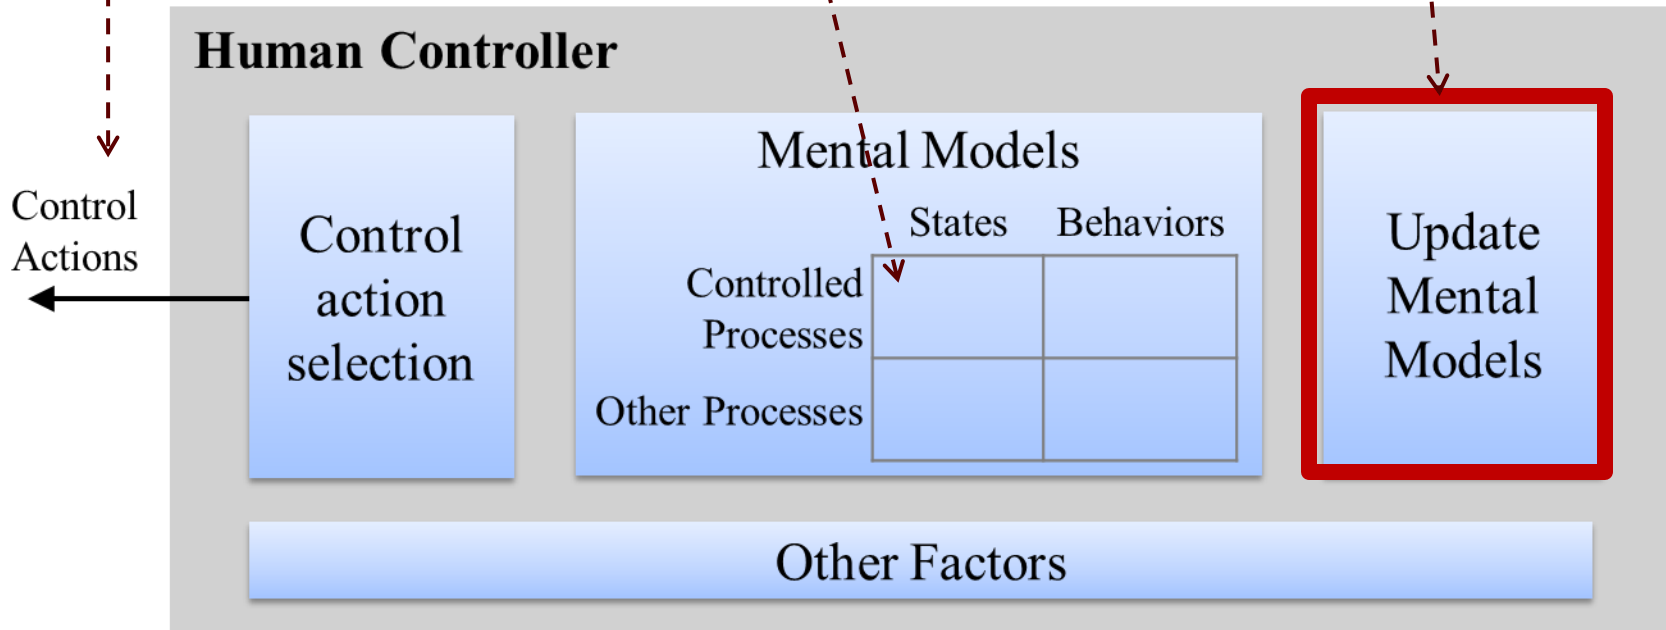 Human Controller
Control
Actions
Control
action
selection
Mental Models
States Behaviors
Controlled
Processes
Other Processes
Update
Mental
Models
Other Factors